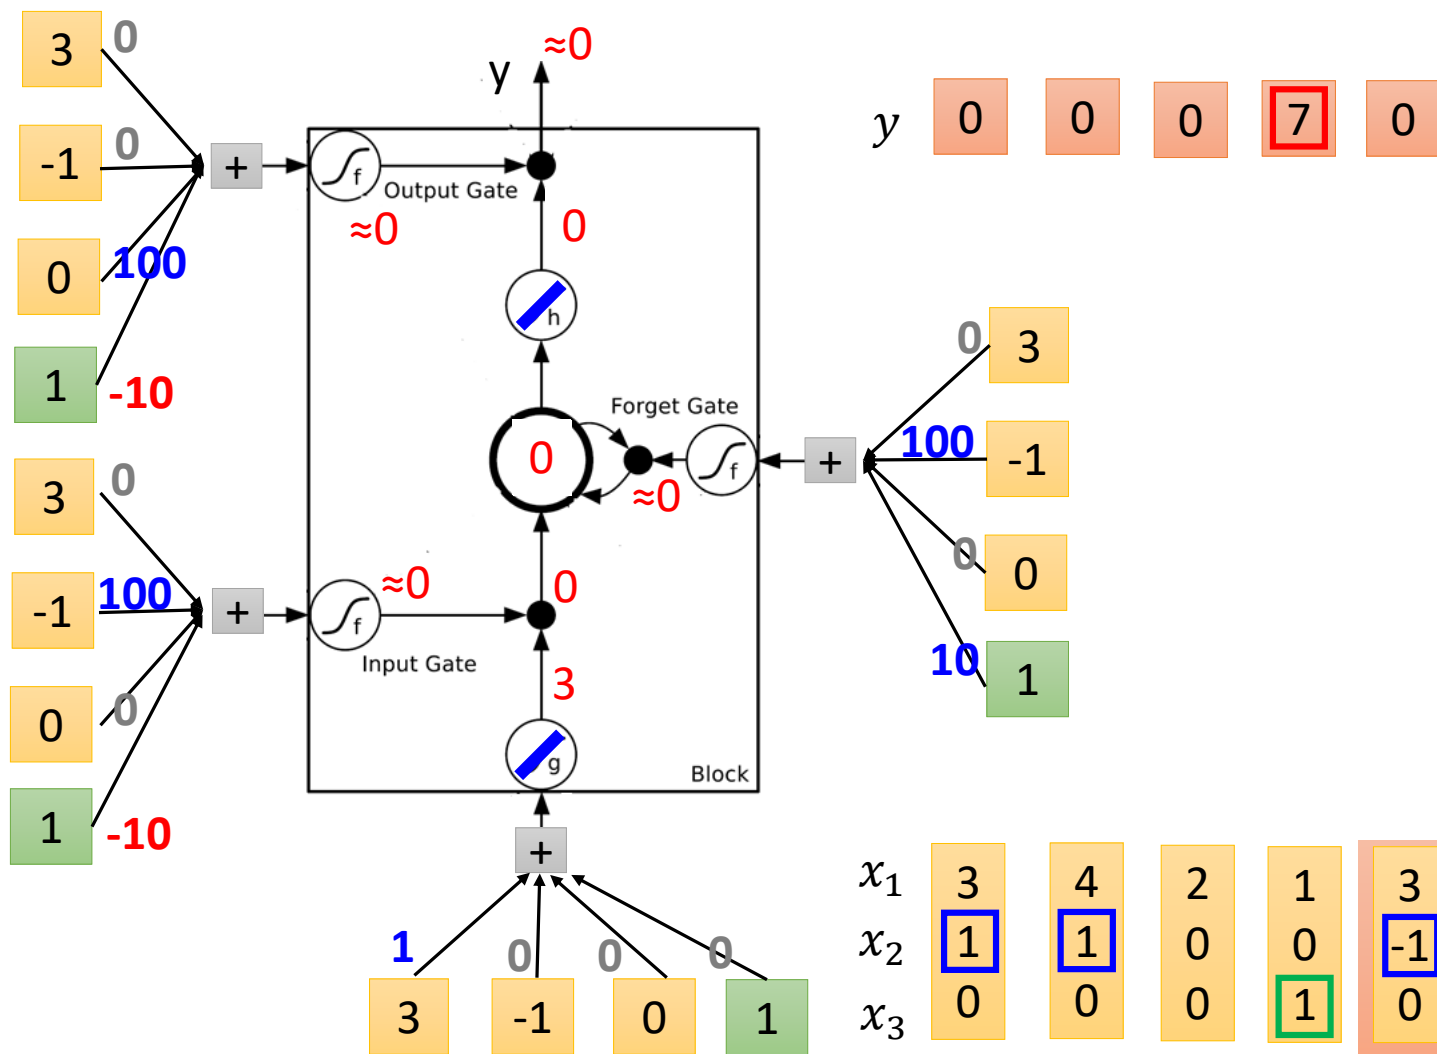 3 0
-1 0
0 100
1 -10
y ≈0
f Output Gate
≈0
0
h
y 0 0 0 7 0
3 0
-1 100
0 0
1 -10
0
Forget Gate
f
≈0
≈0
f
Input Gate
0
3
g
Block
0 3
100 -1
0 0
10 1
+
+
+
+
1 0 0 0
3 -1 0 1
x₁ 3 4 2 1 3
x₂ 1 1 0 0 -1
x₃ 0 0 0 1 0